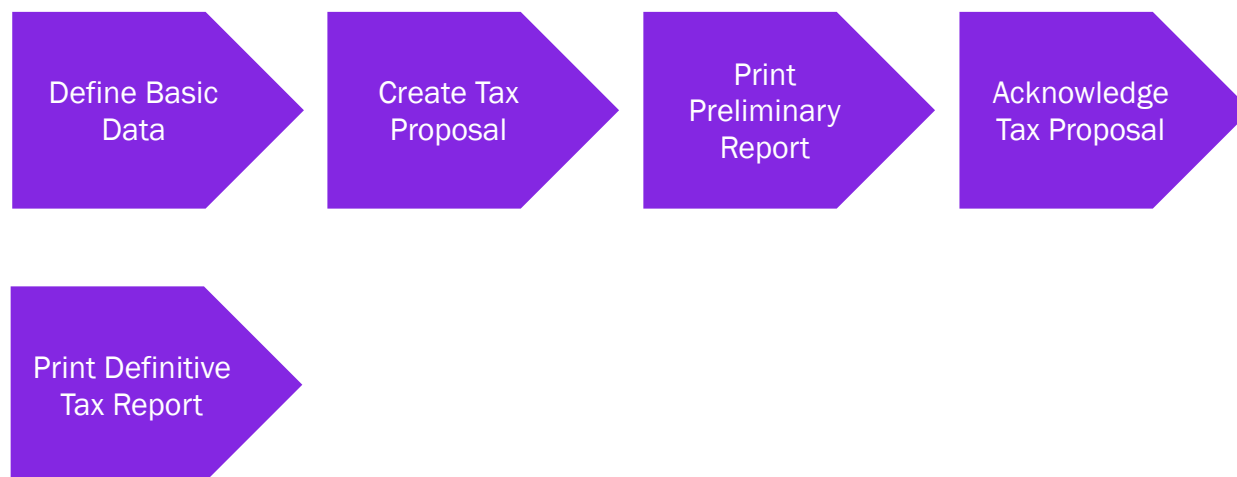 Define Basic
Data
Create Tax
Proposal
Print
Preliminary
Report
Acknowledge
Tax Proposal
Print Definitive
Tax Report